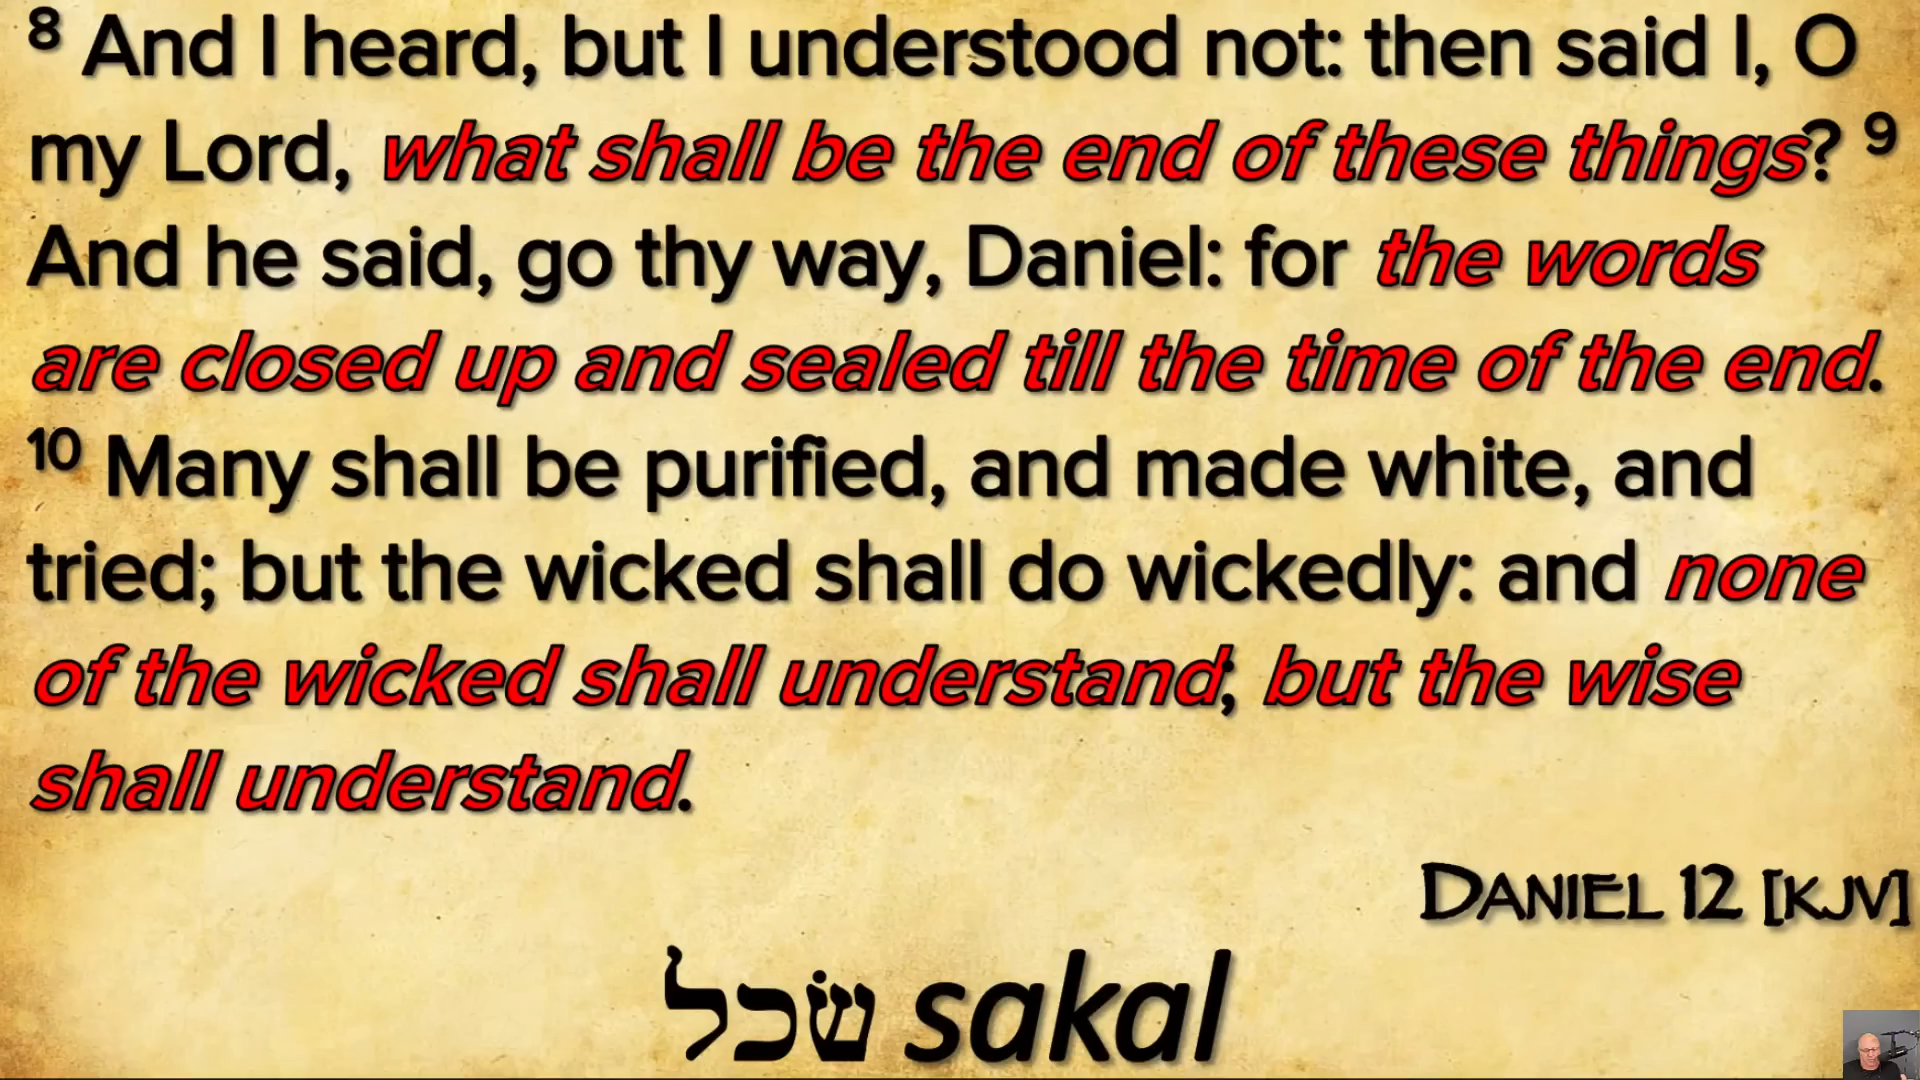 8 And I heard, but I understood not: then said I, O
my Lord, what shall be the end of these things? 9
And he said, go thy way, Daniel: for the words
are closed up and sealed till the time of the end.
10 Many shall be purified, and made white, and
tried; but the wicked shall do wickedly: and none
of the wicked shall understand; but the wise
shall understand.
Daniel 12 [KJV]
שׂכל sakal